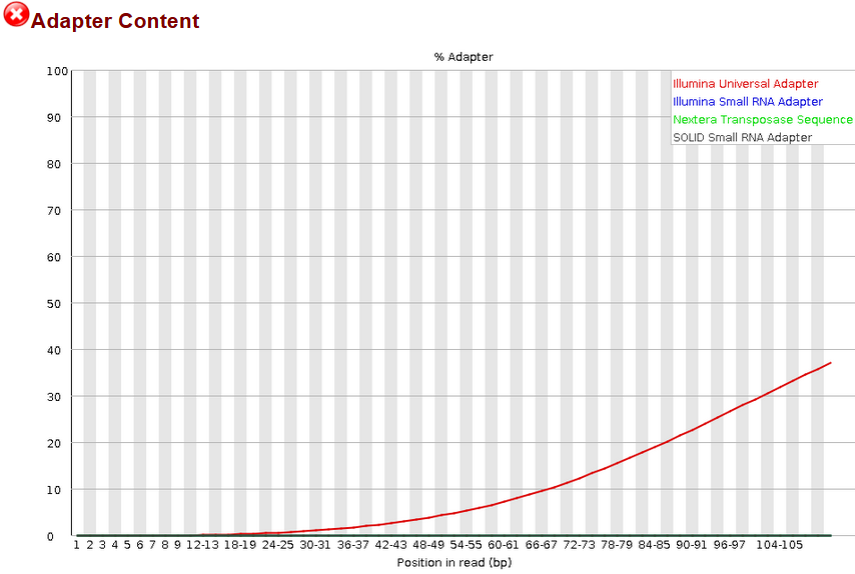 Adapter Content
% Adapter
100
90
80
70
60
50
40
30
20
10
0
Illumina Universal Adapter
Illumina Small RNA Adapter
Nextera Transposase Sequence
SOLID Small RNA Adapter
1 2 3 4 5 6 7 8 9 12-13 18-19 24-25 30-31 36-37 42-43 48-49 54-55 60-61 66-67 72-73 78-79 84-85 90-91 96-97 104-105
Position in read (bp)